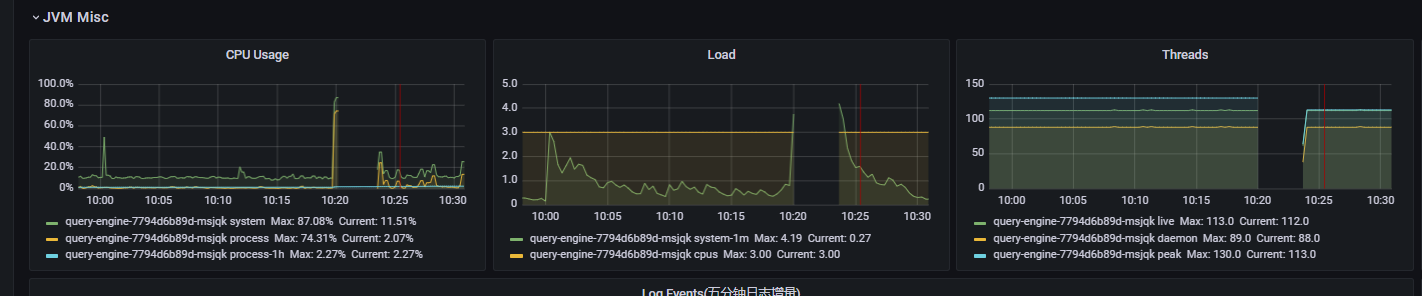 JVM Misc
CPU Usage
100.0%
80.0%
60.0%
40.0%
20.0%
0%
10:00 10:05 10:10 10:15 10:20 10:25 10:30
query-engine-7794d6b89d-msjqk system Max: 87.08% Current: 11.51%
query-engine-7794d6b89d-msjqk process Max: 74.31% Current: 2.07%
query-engine-7794d6b89d-msjqk process-1h Max: 2.27% Current: 2.27%
Load
5.0
4.0
3.0
2.0
1.0
0
10:00 10:05 10:10 10:15 10:20 10:25 10:30
query-engine-7794d6b89d-msjqk system-1m Max: 4.19 Current: 0.27
query-engine-7794d6b89d-msjqk cpus Max: 3.00 Current: 3.00
Threads
150
100
50
0
10:00 10:05 10:10 10:15 10:20 10:25 10:30
query-engine-7794d6b89d-msjqk live Max: 113.0 Current: 112.0
query-engine-7794d6b89d-msjqk daemon Max: 89.0 Current: 88.0
query-engine-7794d6b89d-msjqk peak Max: 130.0 Current: 113.0
Log Events(五分钟日志增量)